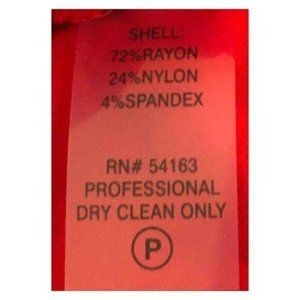 SHELL:
72%RAYON
24%NYLON
4%SPANDEX
RN# 54163
PROFESSIONAL
DRY CLEAN ONLY
P